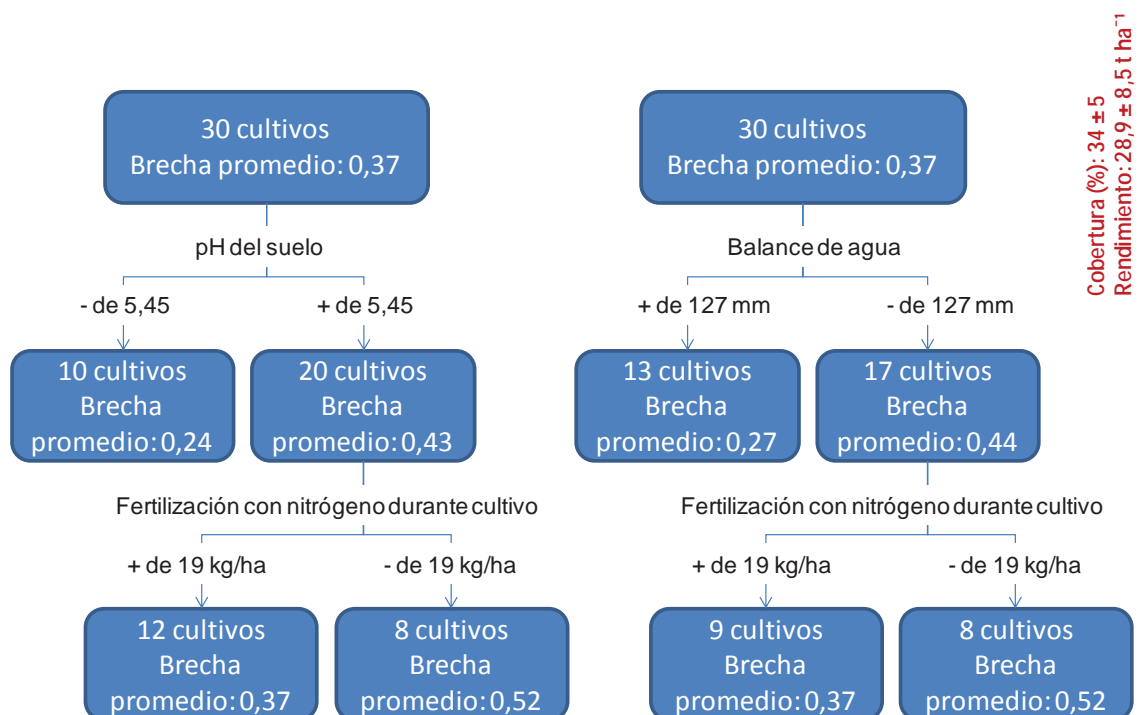 30 cultivos
Brecha promedio: 0,37
pH del suelo
- de 5,45
+ de 5,45
10 cultivos
Brecha
promedio: 0,24
20 cultivos
Brecha
promedio: 0,43
Fertilización con nitrógeno durante cultivo
+ de 19 kg/ha
- de 19 kg/ha
12 cultivos
Brecha
promedio: 0,37
8 cultivos
Brecha
promedio: 0,52
30 cultivos
Brecha promedio: 0,37
Balance de agua
+ de 127 mm
- de 127 mm
13 cultivos
Brecha
promedio: 0,27
17 cultivos
Brecha
promedio: 0,44
Fertilización con nitrógeno durante cultivo
+ de 19 kg/ha
- de 19 kg/ha
9 cultivos
Brecha
promedio: 0,37
8 cultivos
Brecha
promedio: 0,52
Cobertura (%): 34 ± 5
Rendimiento: 28,9 ± 8,5 t ha⁻¹